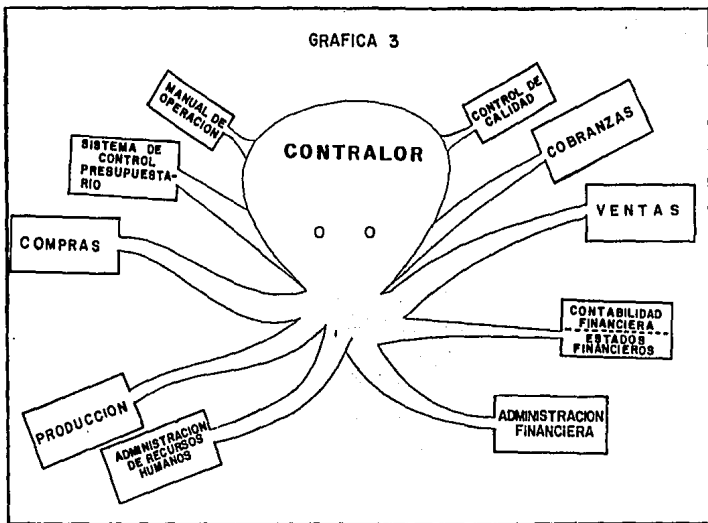 GRAFICA 3
MANUAL DE
OPERACION
CONTROL DE
CALIDAD
SISTEMA DE
CONTROL
PRESUPUESTA-
RIO
CONTRALOR
COBRANZAS
COMPRAS
VENTAS
CONTABILIDAD
FINANCIERA
ESTADOS
FINANCIEROS
PRODUCCION
ADMINISTRACION
DE RECURSOS
HUMANOS
ADMINISTRACION
FINANCIERA